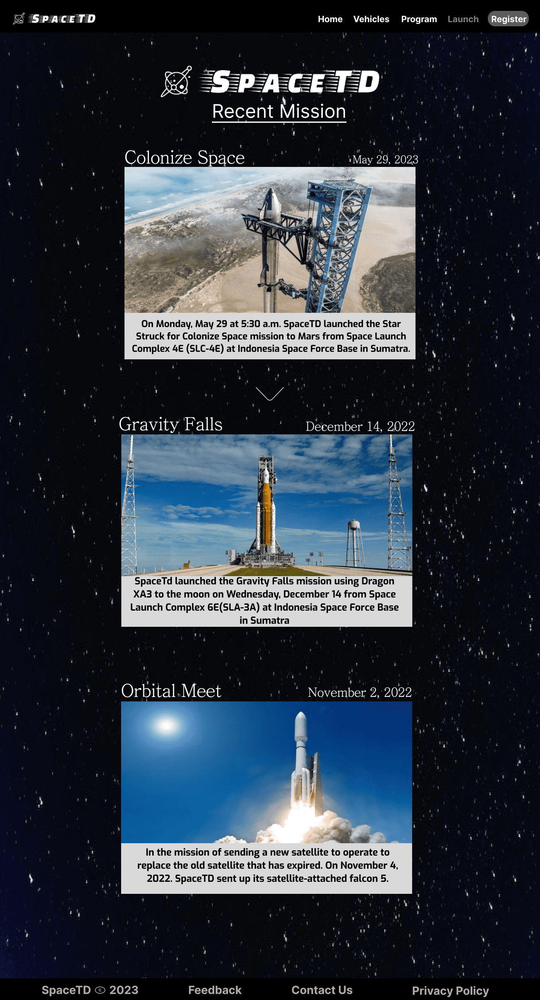 SPACETD
Home Vehicles Program Launch Register
SPACETD
Recent Mission
Colonize Space May 29, 2023
On Monday, May 29 at 5:30 a.m. SpaceTD launched the Star
Struck for Colonize Space mission to Mars from Space Launch
Complex 4E (SLC-4E) at Indonesia Space Force Base in Sumatra.
Gravity Falls December 14, 2022
SpaceTd launched the Gravity Falls mission using Dragon
XA3 to the moon on Wednesday, December 14 from Space
Launch Complex 6E(SLA-3A) at Indonesia Space Force Base
in Sumatra
Orbital Meet November 2, 2022
In the mission of sending a new satellite to operate to
replace the old satellite that has expired. On November 4,
2022. SpaceTD sent up its satellite-attached falcon 5.
SpaceTD © 2023 Feedback Contact Us Privacy Policy